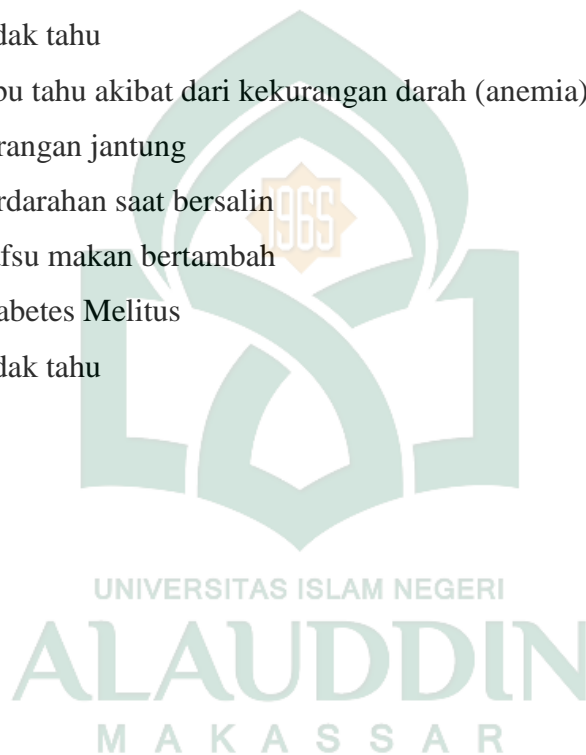 dak tahu
bu tahu akibat dari kekurangan darah (anemia)
rangan jantung
rdarahan saat bersalin
fsu makan bertambah
abetes Melitus
dak tahu
1965
UNIVERSITAS ISLAM NEGERI
ALAUDDIN
MAKASSAR